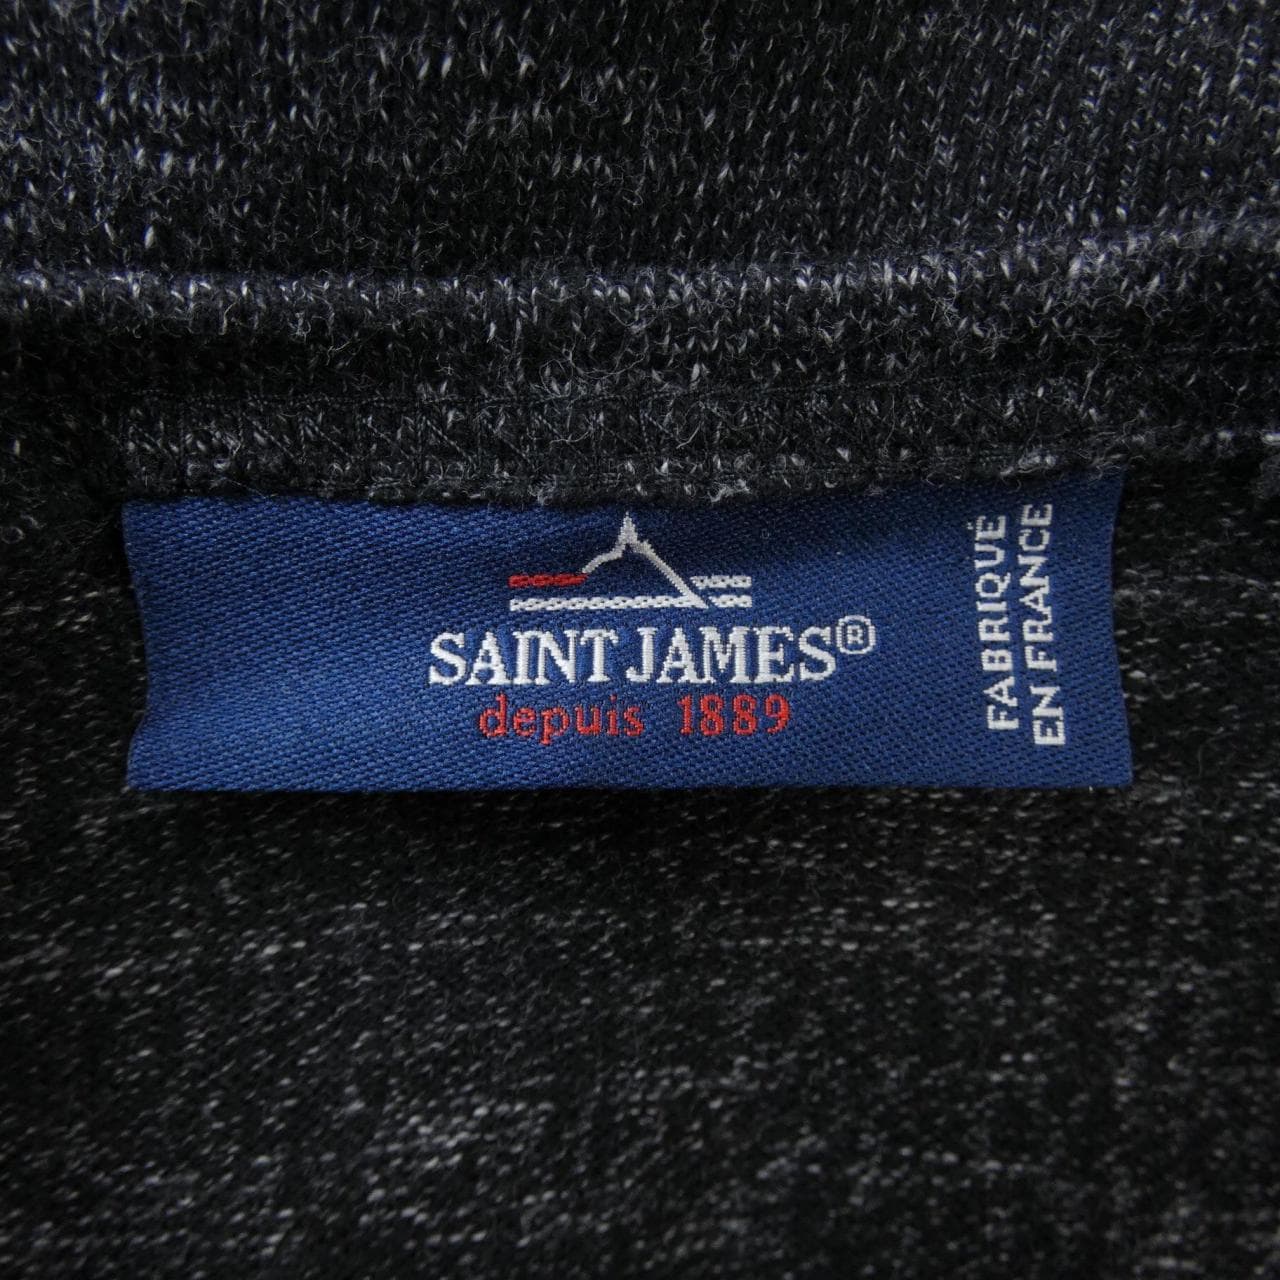 SAINT JAMES®
depuis 1889
FABRIQUÉ
EN FRANCE